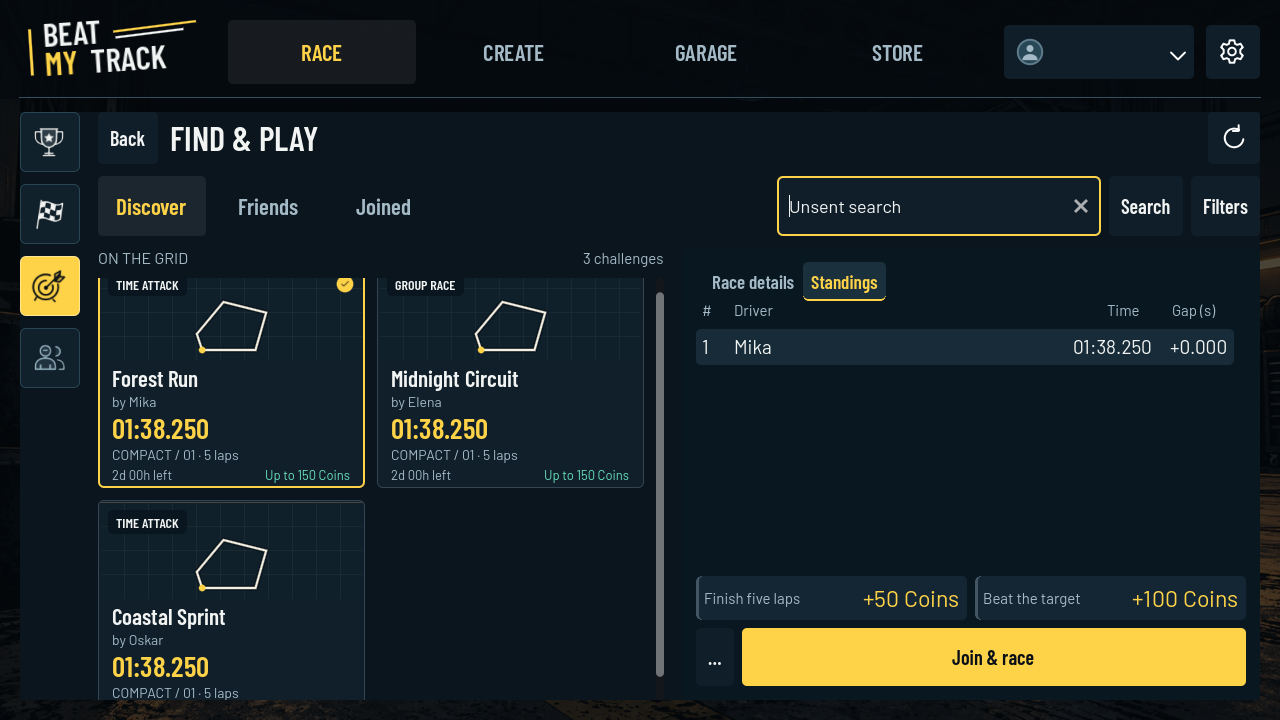 BEAT
MY TRACK
RACE
CREATE
GARAGE
STORE
Back
FIND & PLAY
Discover
Friends
Joined
Unsent search
Search
Filters
ON THE GRID
3 challenges
TIME ATTACK
Forest Run
by Mika
01:38.250
COMPACT / 01 · 5 laps
2d 00h left
Up to 150 Coins
GROUP RACE
Midnight Circuit
by Elena
01:38.250
COMPACT / 01 · 5 laps
2d 00h left
Up to 150 Coins
TIME ATTACK
Coastal Sprint
by Oskar
01:38.250
COMPACT / 01 · 5 laps
Race details
Standings
# Driver Time Gap (s)
1 Mika 01:38.250 +0.000
Finish five laps +50 Coins
Beat the target +100 Coins
...
Join & race